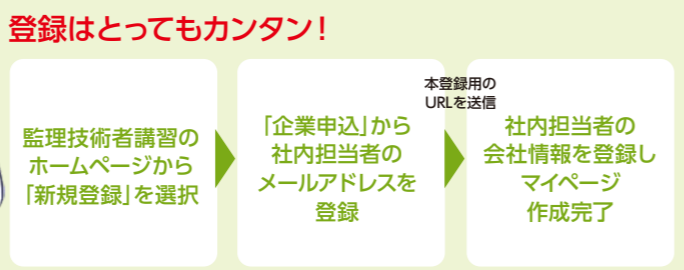 登録はとってもカンタン!
監理技術者講習の
ホームページから
「新規登録」を選択
「企業申込」から
社内担当者の
メールアドレスを
登録
本登録用の
URLを送信
社内担当者の
会社情報を登録し
マイページ
作成完了